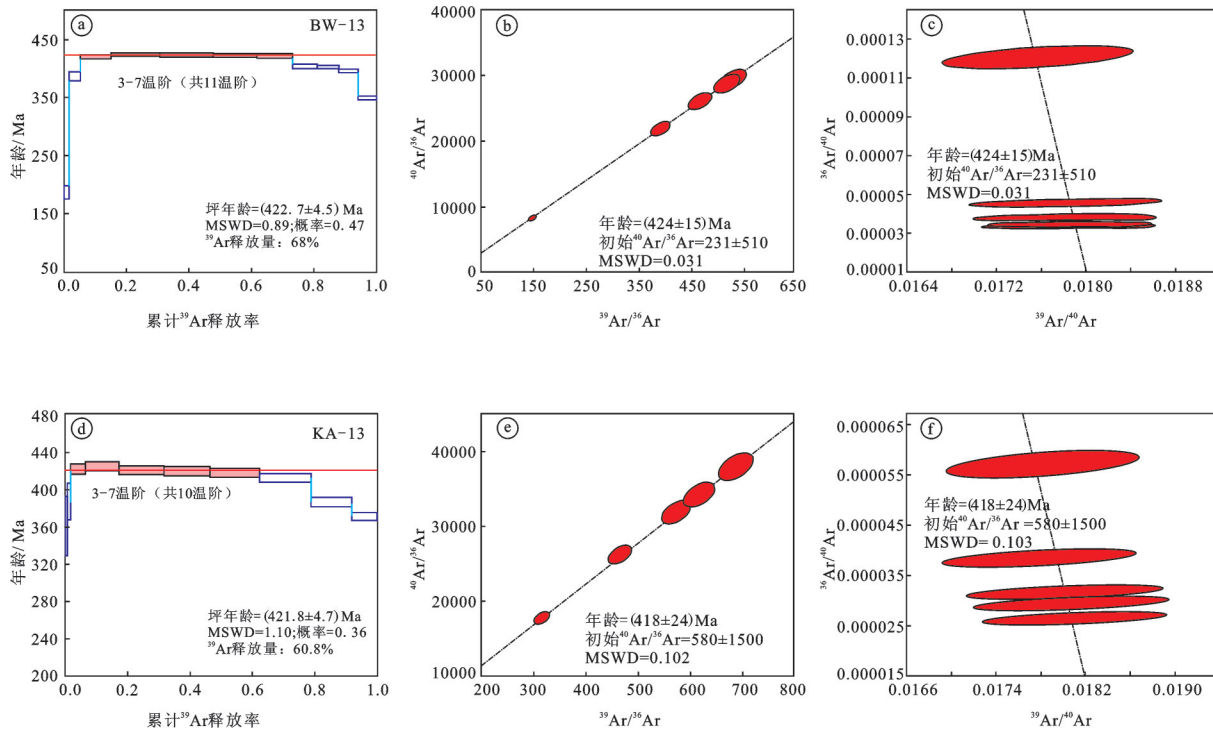 ⓐ BW-13
450
350
250
150
50
年龄/Ma
3-7温阶（共11温阶）
坪年龄=(422.7±4.5)Ma
MSWD=0.89;概率=0.47
³⁹Ar释放量：68%
0.0 0.2 0.4 0.6 0.8 1.0
累计³⁹Ar释放率
ⓑ
40000
30000
20000
10000
0
⁴⁰Ar/³⁶Ar
年龄=(424±15)Ma
初始⁴⁰Ar/³⁶Ar=231±510
MSWD=0.031
50 150 250 350 450 550 650
³⁹Ar/³⁶Ar
ⓒ
0.00013
0.00011
0.00009
0.00007
0.00005
0.00003
0.00001
³⁶Ar/⁴⁰Ar
年龄=(424±15)Ma
初始⁴⁰Ar/³⁶Ar=231±510
MSWD=0.031
0.0164 0.0172 0.0180 0.0188
³⁹Ar/⁴⁰Ar
ⓓ KA-13
480
440
400
360
320
280
240
200
年龄/Ma
3-7温阶（共10温阶）
坪年龄=(421.8±4.7)Ma
MSWD=1.10;概率=0.36
³⁹Ar释放量：60.8%
0.0 0.2 0.4 0.6 0.8 1.0
累计³⁹Ar释放率
ⓔ
40000
30000
20000
10000
⁴⁰Ar/³⁶Ar
年龄=(418±24)Ma
初始⁴⁰Ar/³⁶Ar=580±1500
MSWD=0.102
200 300 400 500 600 700 800
³⁹Ar/³⁶Ar
ⓕ
0.000065
0.000055
0.000045
0.000035
0.000025
0.000015
³⁶Ar/⁴⁰Ar
年龄=(418±24)Ma
初始⁴⁰Ar/³⁶Ar =580±1500
MSWD= 0.103
0.0166 0.0174 0.0182 0.0190
³⁹Ar/⁴⁰Ar